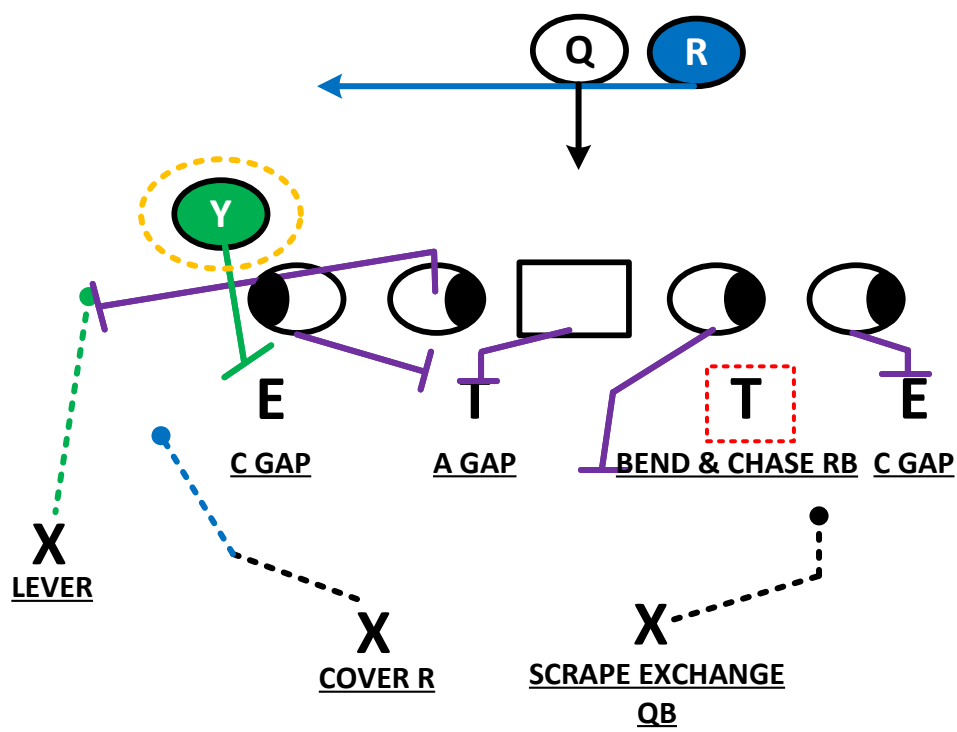 Q R
Y
E T T E
C GAP A GAP BEND & CHASE RB C GAP
X
LEVER
X X
COVER R SCRAPE EXCHANGE
QB